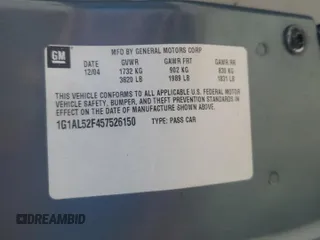 GM
MFD BY GENERAL MOTORS CORP
DATE GVWR GAWR FRT GAWR RR
12/04 1732 KG 902 KG 830 KG
3820 LB 1989 LB 1831 LB
THIS VEHICLE CONFORMS TO ALL APPLICABLE U.S. FEDERAL MOTOR
VEHICLE SAFETY, BUMPER, AND THEFT PREVENTION STANDARDS IN
EFFECT ON THE DATE OF MANUFACTURE SHOWN ABOVE.
1G1AL52F457526150 TYPE: PASS CAR
DREAMBID